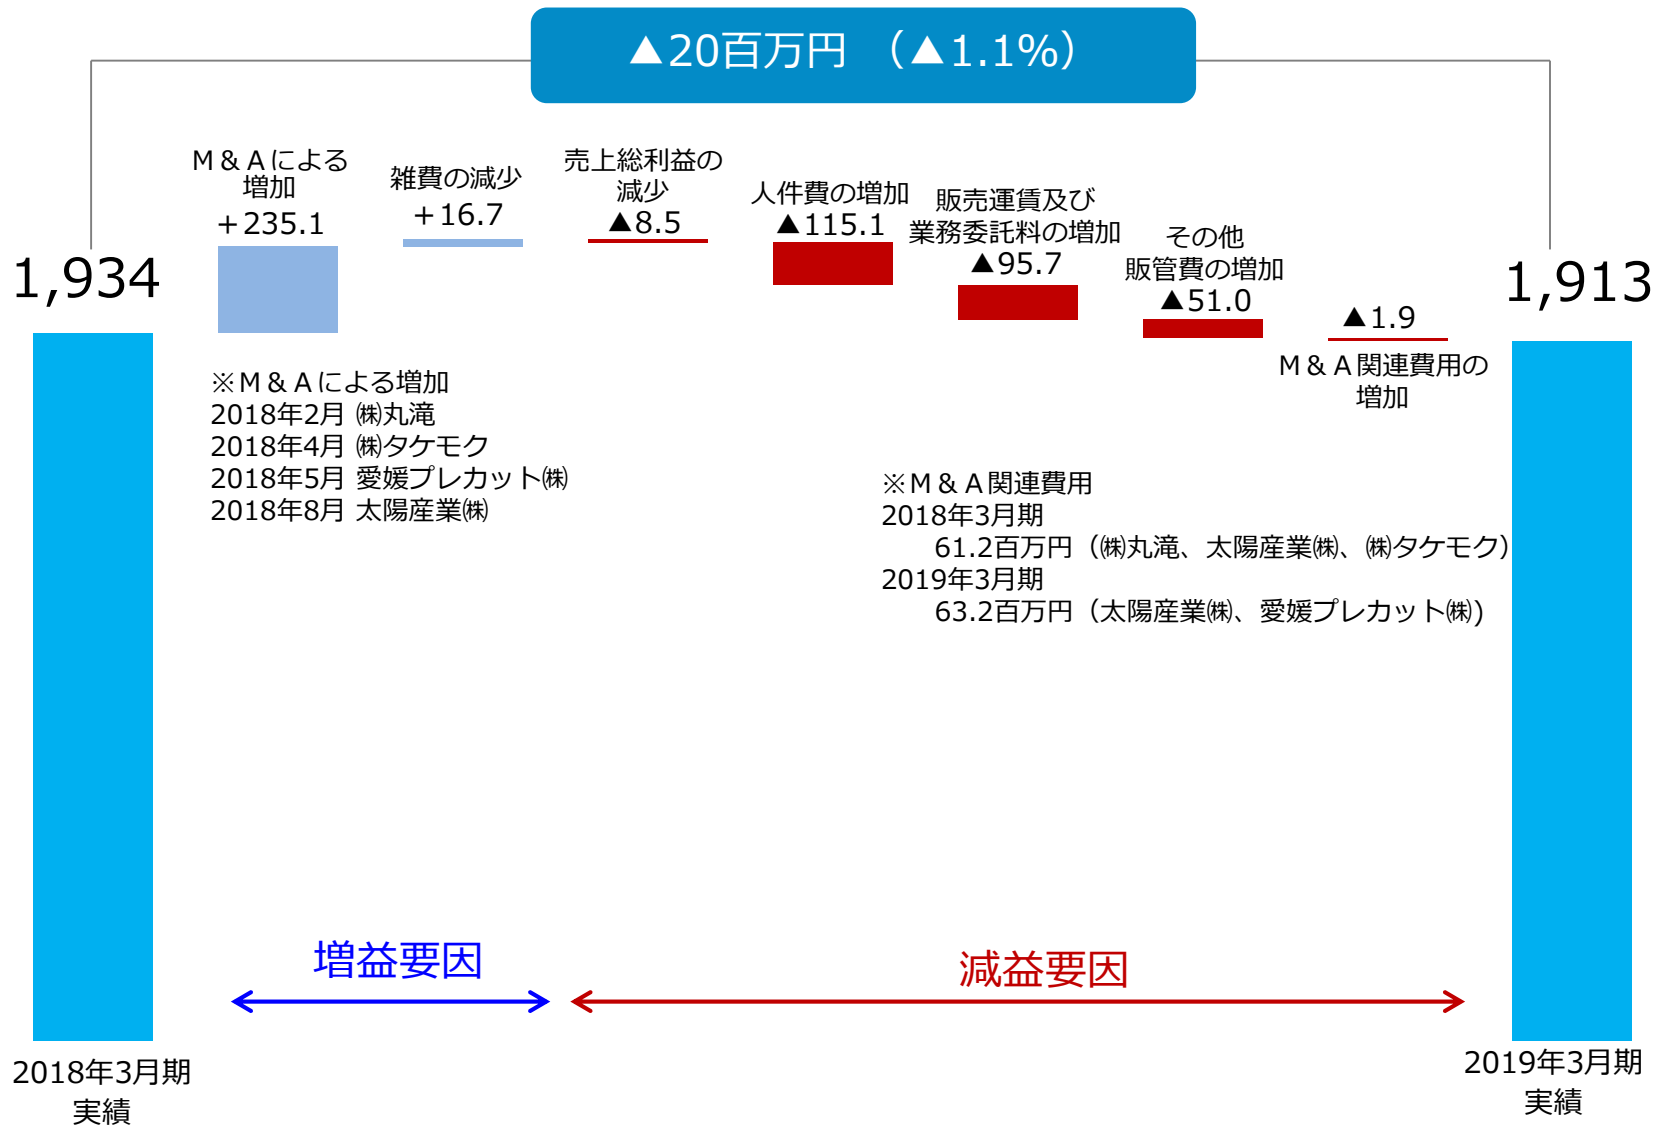 ▲20百万円 （▲1.1%）
Ｍ＆Ａによる
増加
＋235.1
雑費の減少
＋16.7
売上総利益の
減少
▲8.5
人件費の増加
▲115.1
販売運賃及び
業務委託料の増加
▲95.7
その他
販管費の増加
▲51.0
▲1.9
Ｍ＆Ａ関連費用の
増加
1,934
1,913
※Ｍ＆Ａによる増加
2018年2月 ㈱丸滝
2018年4月 ㈱タケモク
2018年5月 愛媛プレカット㈱
2018年8月 太陽産業㈱
※Ｍ＆Ａ関連費用
2018年3月期
61.2百万円（㈱丸滝、太陽産業㈱、㈱タケモク）
2019年3月期
63.2百万円（太陽産業㈱、愛媛プレカット㈱)
増益要因
減益要因
2018年3月期
実績
2019年3月期
実績